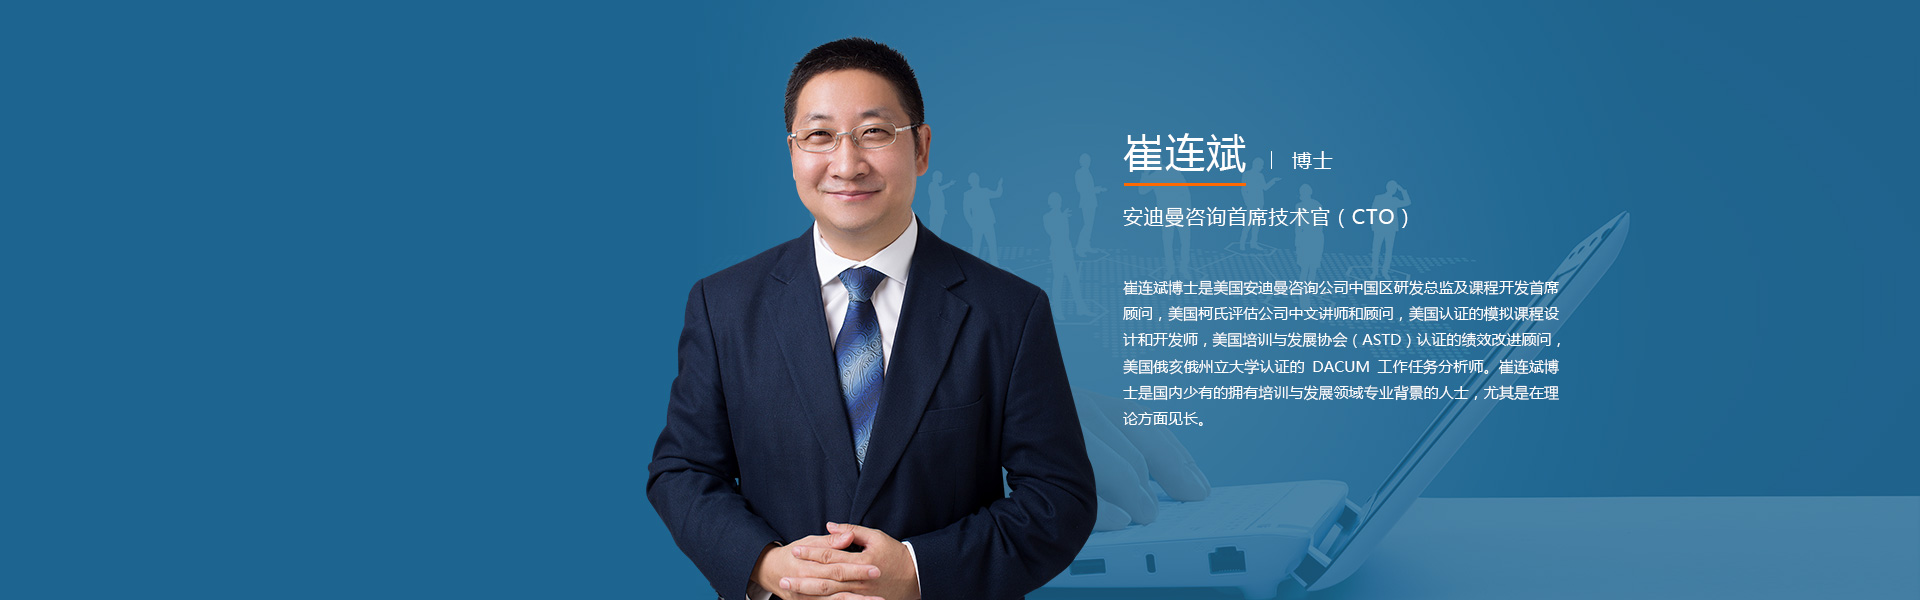 崔连斌 | 博士
安迪曼咨询首席技术官（CTO）
崔连斌博士是美国安迪曼咨询公司中国区研发总监及课程开发首席
顾问，美国柯氏评估公司中文讲师和顾问，美国认证的模拟课程设
计和开发师，美国培训与发展协会（ASTD）认证的绩效改进顾问，
美国俄亥俄州立大学认证的 DACUM 工作任务分析师。崔连斌博
士是国内少有的拥有培训与发展领域专业背景的人士，尤其是在理
论方面见长。